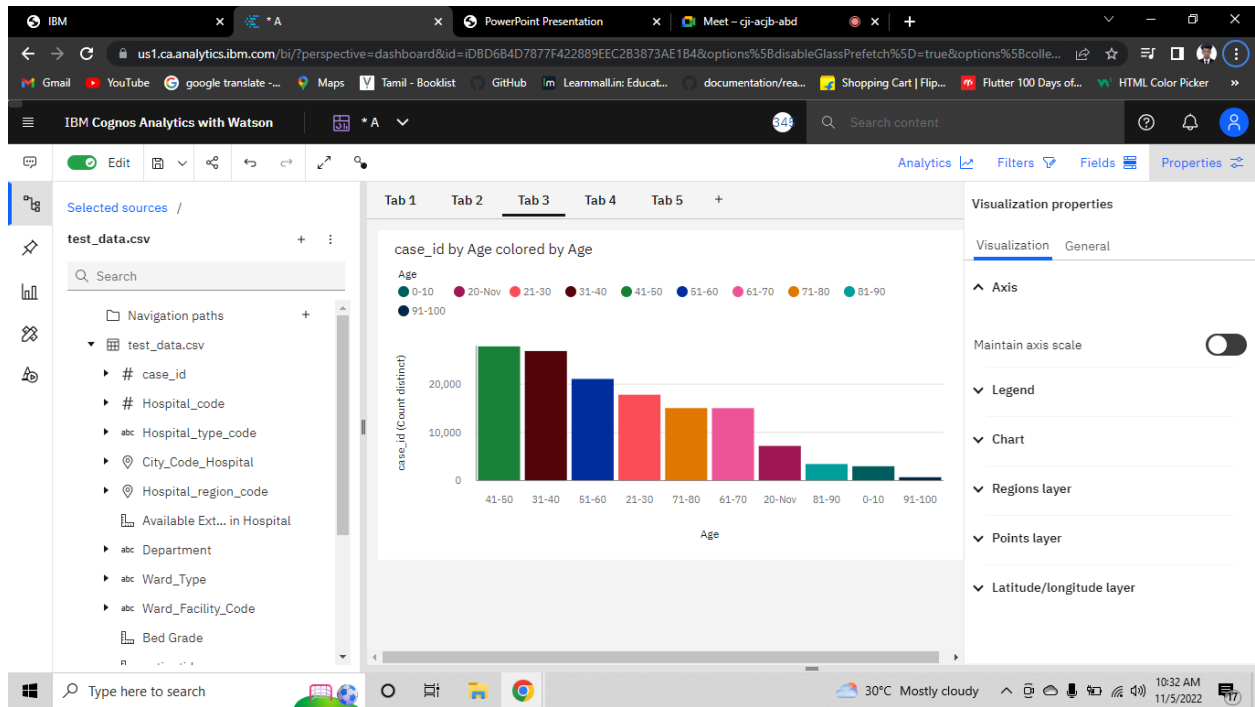 IBM
* A
PowerPoint Presentation
Meet – cji-acjb-abd
us1.ca.analytics.ibm.com/bi/?perspective=dashboard&id=iDBD6B4D7877F422889EEC2B3873AE1B4&options%5BdisableGlassPrefetch%5D=true&options%5Bcolle...
Gmail
YouTube
google translate -...
Maps
Tamil - Booklist
GitHub
Learnmall.in: Educat...
documentation/rea...
Shopping Cart | Flip...
Flutter 100 Days of...
HTML Color Picker
»
IBM Cognos Analytics with Watson
* A
345
Search content
Edit
Analytics
Filters
Fields
Properties
Selected sources /
test_data.csv
Search
Navigation paths
test_data.csv
# case_id
# Hospital_code
abc Hospital_type_code
City_Code_Hospital
Hospital_region_code
Available Ext... in Hospital
abc Department
abc Ward_Type
abc Ward_Facility_Code
Bed Grade
Tab 1
Tab 2
Tab 3
Tab 4
Tab 5
+
case_id by Age colored by Age
Age
0-10
20-Nov
21-30
31-40
41-50
51-60
61-70
71-80
81-90
91-100
case_id (Count distinct)
20,000
10,000
0
41-50
31-40
51-60
21-30
71-80
61-70
20-Nov
81-90
0-10
91-100
Age
Visualization properties
Visualization
General
Axis
Maintain axis scale
Legend
Chart
Regions layer
Points layer
Latitude/longitude layer
Type here to search
30°C Mostly cloudy
10:32 AM
11/5/2022
17